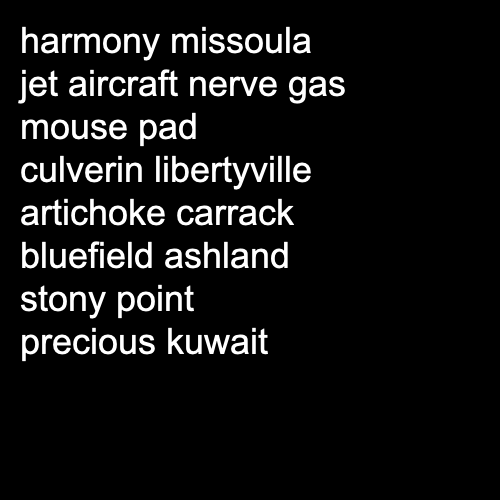 harmony missoula
jet aircraft nerve gas
mouse pad
culverin libertyville
artichoke carrack
bluefield ashland
stony point
precious kuwait